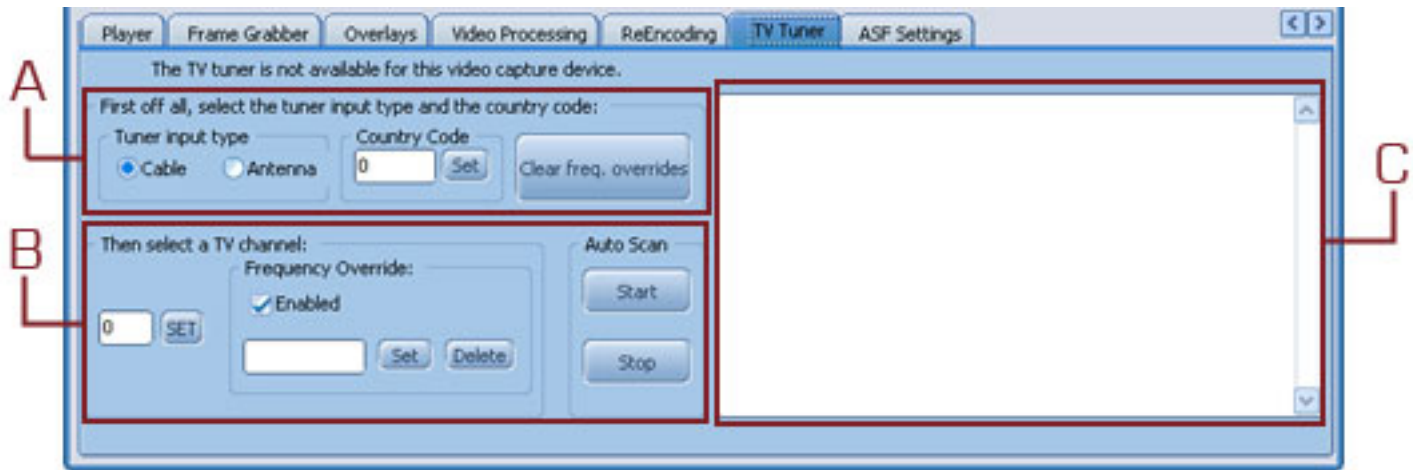 Player Frame Grabber Overlays Video Processing ReEncoding TV Tuner ASF Settings
The TV tuner is not available for this video capture device.
A
First off all, select the tuner input type and the country code:
Tuner input type
Cable Antenna
Country Code
0 Set
Clear freq. overrides
B
Then select a TV channel:
0 SET
Frequency Override:
Enabled
Set Delete
Auto Scan
Start
Stop
C